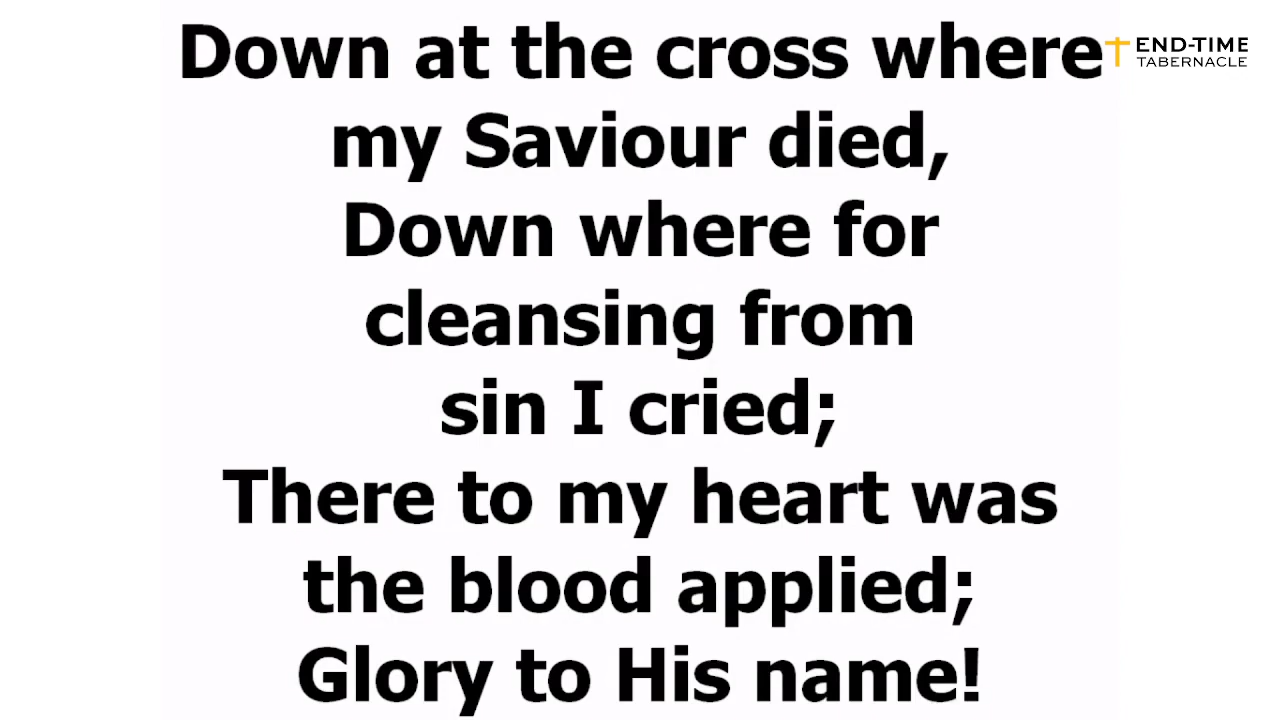 Down at the cross where
my Saviour died,
Down where for
cleansing from
sin I cried;
There to my heart was
the blood applied;
Glory to His name!
END-TIME
TABERNACLE